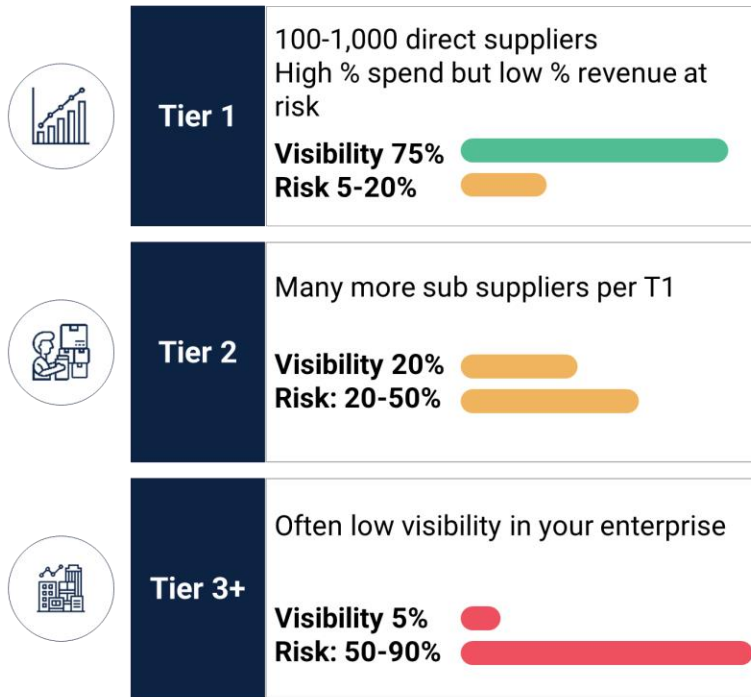 Tier 1
100-1,000 direct suppliers
High % spend but low % revenue at
risk
Visibility 75%
Risk 5-20%
Tier 2
Many more sub suppliers per T1
Visibility 20%
Risk: 20-50%
Tier 3+
Often low visibility in your enterprise
Visibility 5%
Risk: 50-90%